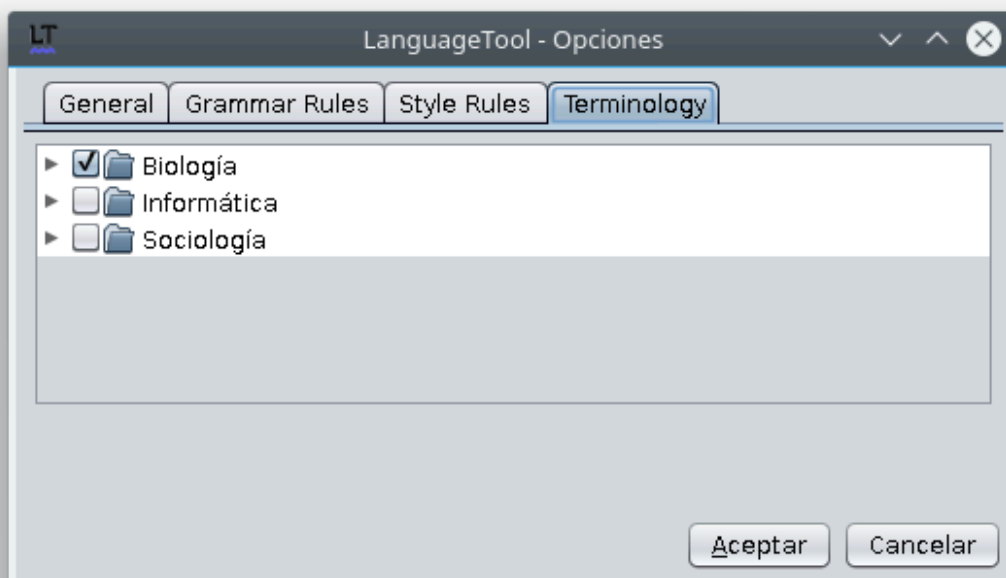 LT
LanguageTool - Opciones
General Grammar Rules Style Rules Terminology
Biología
Informática
Sociología
Aceptar Cancelar